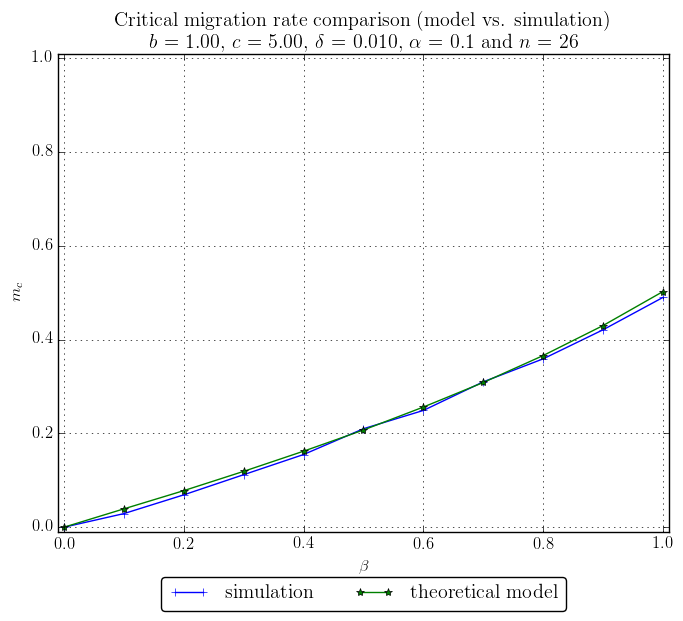 Critical migration rate comparison (model vs. simulation)
b = 1.00, c = 5.00, δ = 0.010, α = 0.1 and n = 26
1.0
0.8
0.6
m_c
0.4
0.2
0.0
0.0 0.2 0.4 0.6 0.8 1.0
β
simulation theoretical model